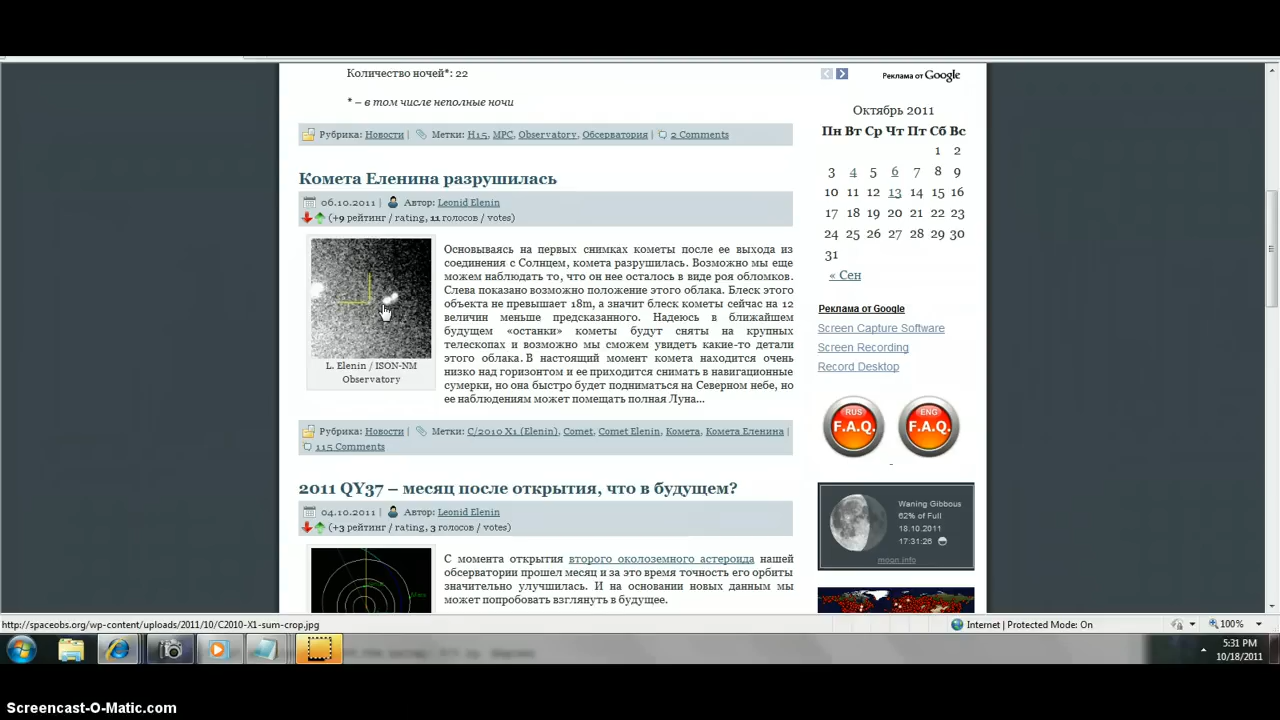 Количество ночей*: 22
* – в том числе неполные ночи
Рубрика: Новости | Метки: H15, MPC, Observatory, Обсерватория | 2 Comments
Комета Еленина разрушилась
06.10.2011 | Автор: Leonid Elenin
(+9 рейтинг / rating, 11 голосов / votes)
Основываясь на первых снимках кометы после ее выхода из
соединения с Солнцем, комета разрушилась. Возможно мы еще
можем наблюдать то, что он нее осталось в виде роя обломков.
Слева показано возможно положение этого облака. Блеск этого
объекта не превышает 18m, а значит блеск кометы сейчас на 12
величин меньше предсказанного. Надеюсь в ближайшем
будущем «останки» кометы будут сняты на крупных
телескопах и возможно мы сможем увидеть какие-то детали
этого облака. В настоящий момент комета находится очень
низко над горизонтом и ее приходится снимать в навигационные
сумерки, но она быстро будет подниматься на Северном небе, но
ее наблюдениям может помещать полная Луна...
L. Elenin / ISON-NM
Observatory
Рубрика: Новости | Метки: C/2010 X1 (Elenin), Comet, Comet Elenin, Комета, Комета Еленина |
115 Comments
2011 QY37 – месяц после открытия, что в будущем?
04.10.2011 | Автор: Leonid Elenin
(+3 рейтинг / rating, 3 голосов / votes)
С момента открытия второго околоземного астероида нашей
обсерватории прошел месяц и за это время точность его орбиты
значительно улучшилась. И на основании новых данным мы
может попробовать взглянуть в будущее.
Реклама от Google
Октябрь 2011
Пн Вт Ср Чт Пт Сб Вс
1 2
3 4 5 6 7 8 9
10 11 12 13 14 15 16
17 18 19 20 21 22 23
24 25 26 27 28 29 30
31
« Сен
Реклама от Google
Screen Capture Software
Screen Recording
Record Desktop
RUS
F.A.Q.
ENG
F.A.Q.
Waning Gibbous
62% of Full
18.10.2011
17:31:26
moon.info
http://spaceobs.org/wp-content/uploads/2011/10/C2010-X1-sum-crop.jpg
Internet | Protected Mode: On
100%
5:31 PM
10/18/2011
Screencast-O-Matic.com